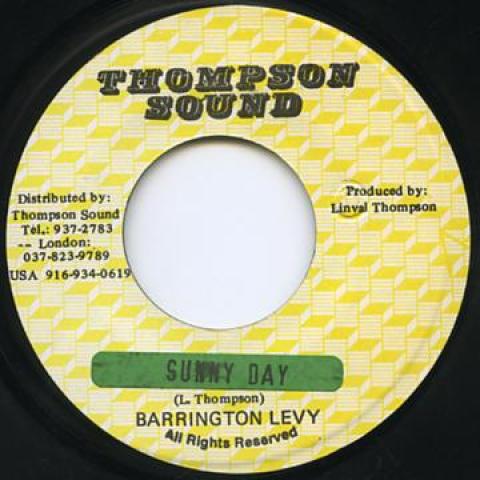 THOMPSON
SOUND
Distributed by:
Thompson Sound
Tel.: 937-2783
-- London:
037-823-9789
USA 916-934-0619
Produced by:
Linval Thompson
SUNNY DAY
(L. Thompson)
BARRINGTON LEVY
All Rights Reserved